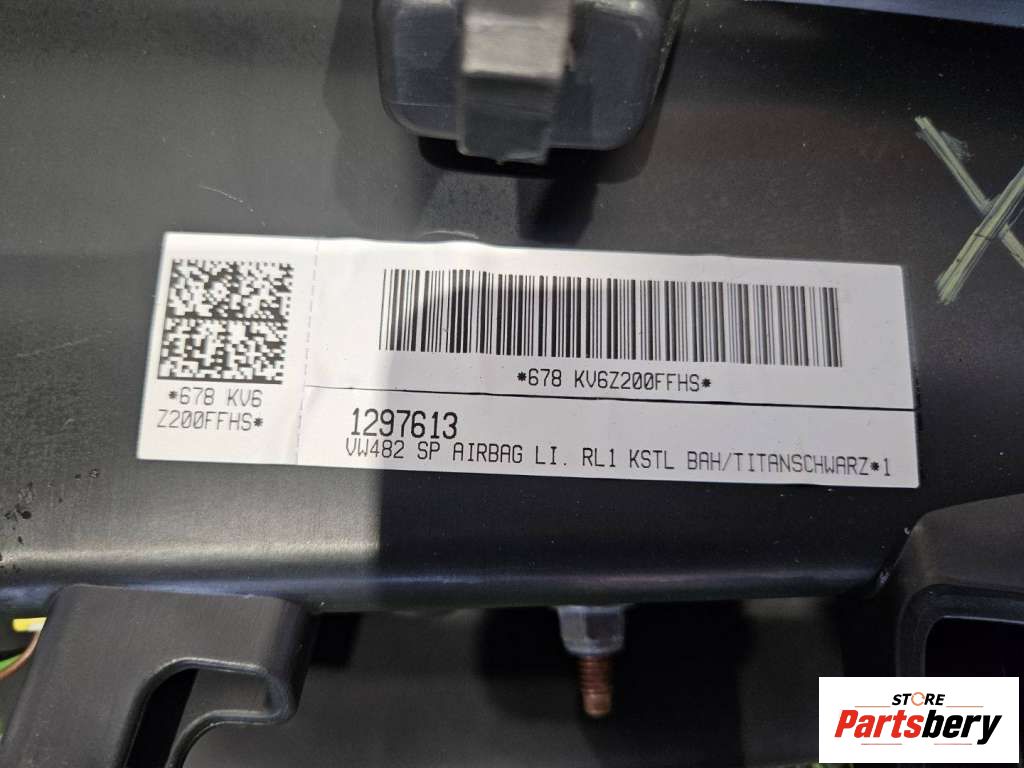 *678 KV6
Z200FFHS*
*678 KV6Z200FFHS*
1297613
VW482 SP AIRBAG LI. RL1 KSTL BAH/TITANSCHWARZ*1
STORE
Partsbery